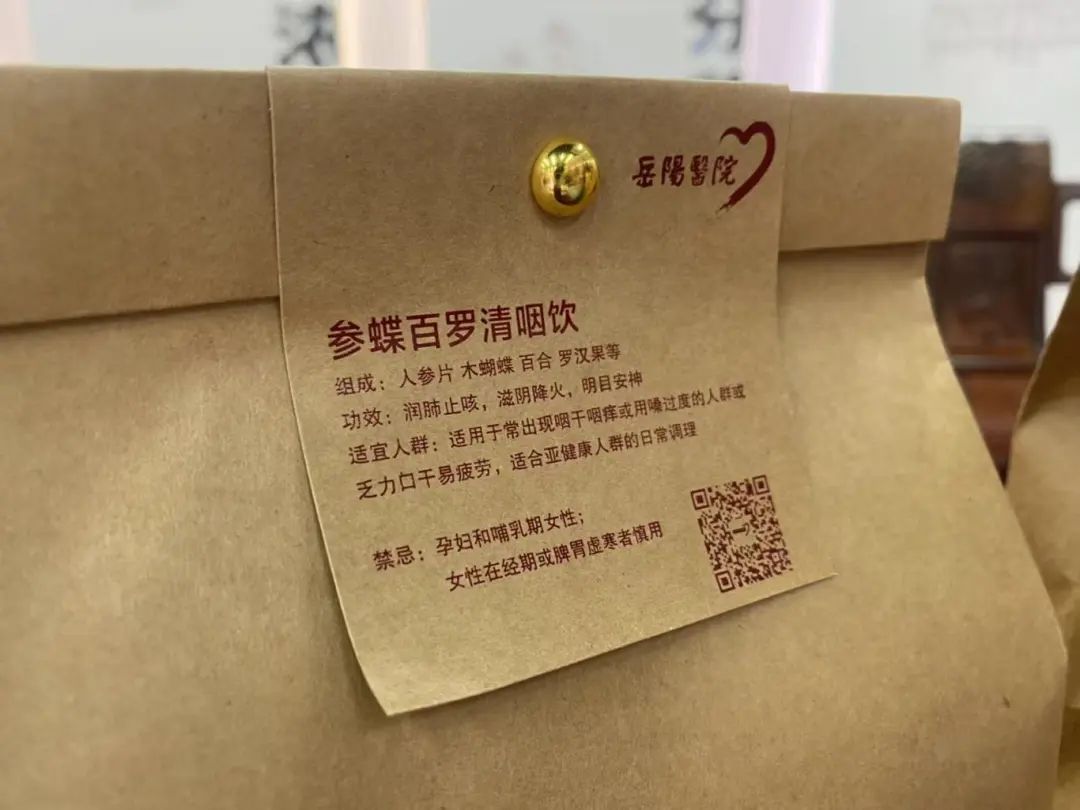 岳陽醫院
参蝶百罗清咽饮
组成：人参片 木蝴蝶 百合 罗汉果等
功效：润肺止咳，滋阴降火，明目安神
适宜人群：适用于常出现咽干咽痒或用嗓过度的人群或
乏力口干易疲劳，适合亚健康人群的日常调理
禁忌：孕妇和哺乳期女性；
女性在经期或脾胃虚寒者慎用